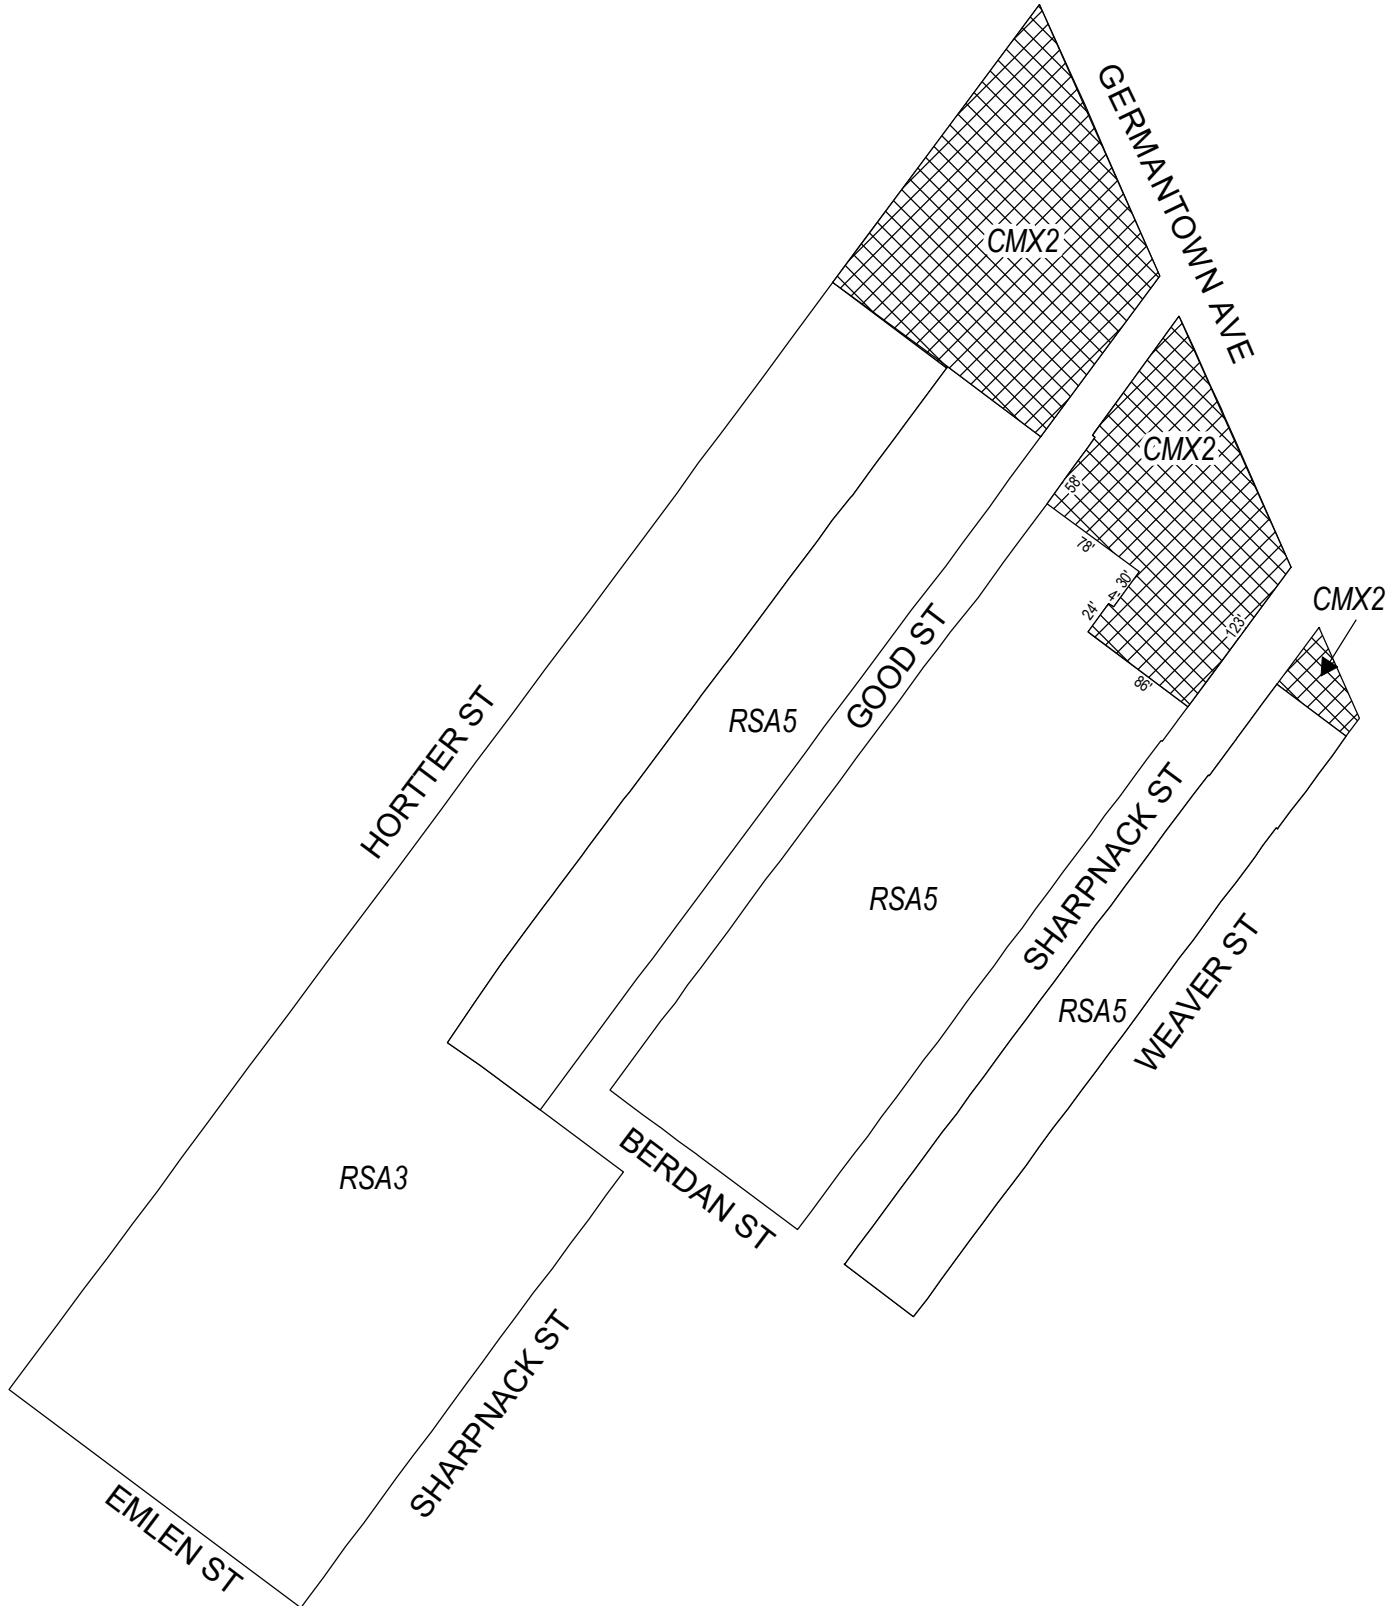 GERMANTOWN AVE
CMX2
CMX2
58'
78'
30'
4'
24'
CMX2
123'
86'
GOOD ST
HORTTER ST
RSA5
SHARPNACK ST
RSA5
WEAVER ST
RSA5
BERDAN ST
RSA3
SHARPNACK ST
EMLEN ST